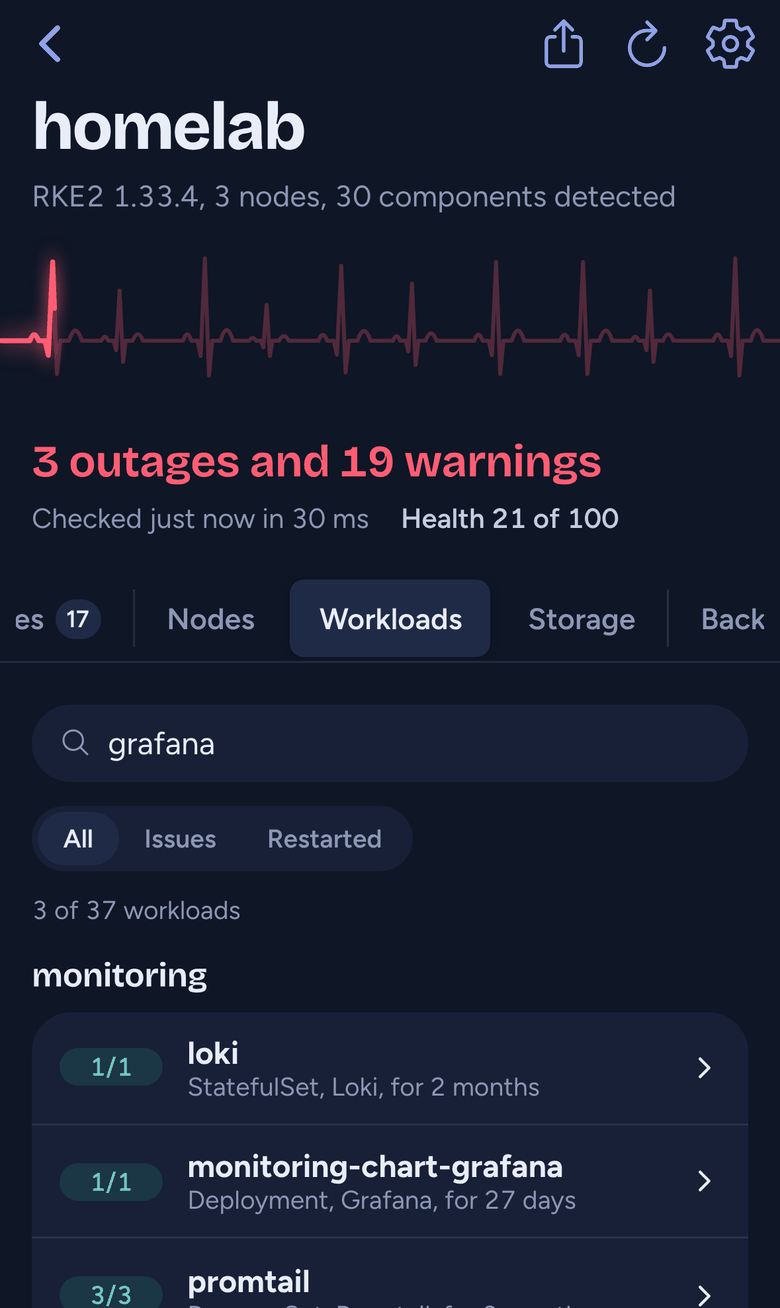 homelab
RKE2 1.33.4, 3 nodes, 30 components detected
3 outages and 19 warnings
Checked just now in 30 ms Health 21 of 100
es 17 Nodes Workloads Storage Back
grafana
All Issues Restarted
3 of 37 workloads
monitoring
1/1 loki
StatefulSet, Loki, for 2 months
1/1 monitoring-chart-grafana
Deployment, Grafana, for 27 days
3/3 promtail